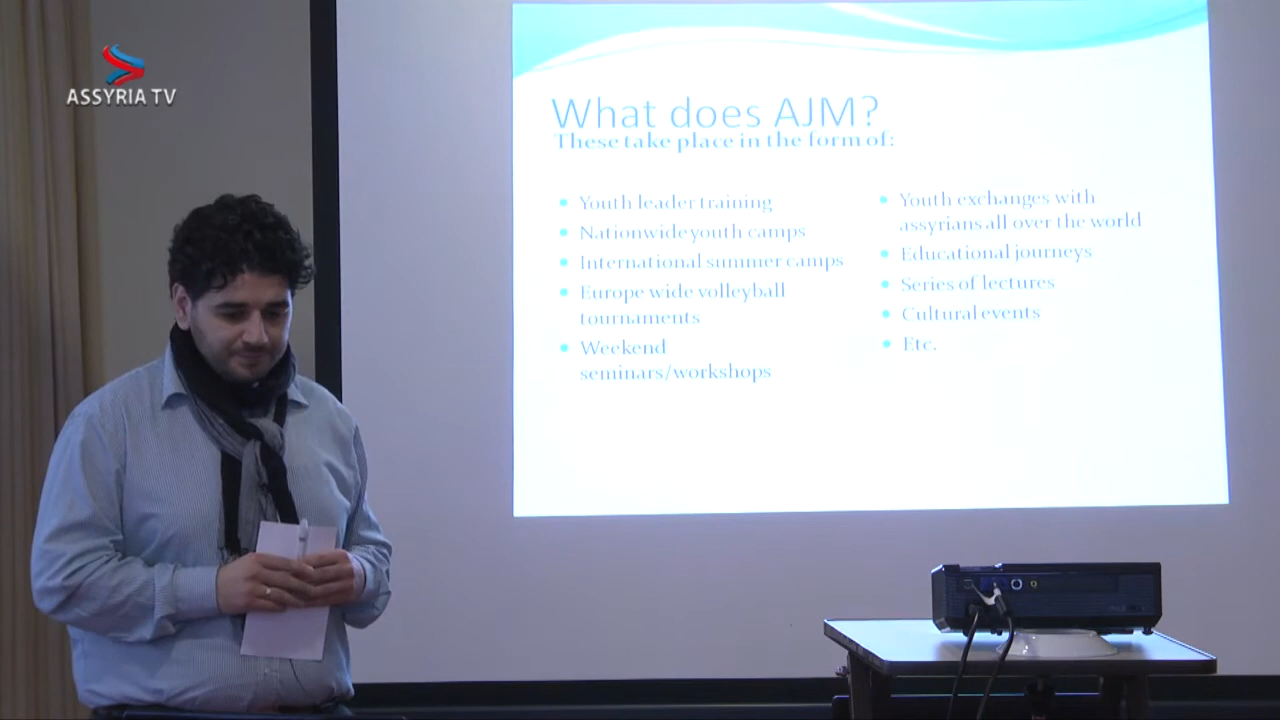 ASSYRIA TV
What does AJM?
These take place in the form of:
Youth leader training
Nationwide youth camps
International summer camps
Europe wide volleyball
tournaments
Weekend
seminars/workshops
Youth exchanges with
assyrians all over the world
Educational journeys
Series of lectures
Cultural events
Etc.